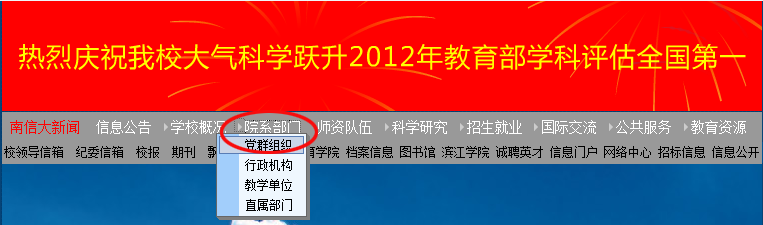 热烈庆祝我校大气科学跃升2012年教育部学科评估全国第一
南信大新闻 信息公告 学校概况 院系部门 师资队伍 科学研究 招生就业 国际交流 公共服务 教育资源
校领导信箱 纪委信箱 校报 期刊 学院 档案信息 图书馆 滨江学院 诚聘英才 信息门户 网络中心 招标信息 信息公开
党群组织
行政机构
教学单位
直属部门